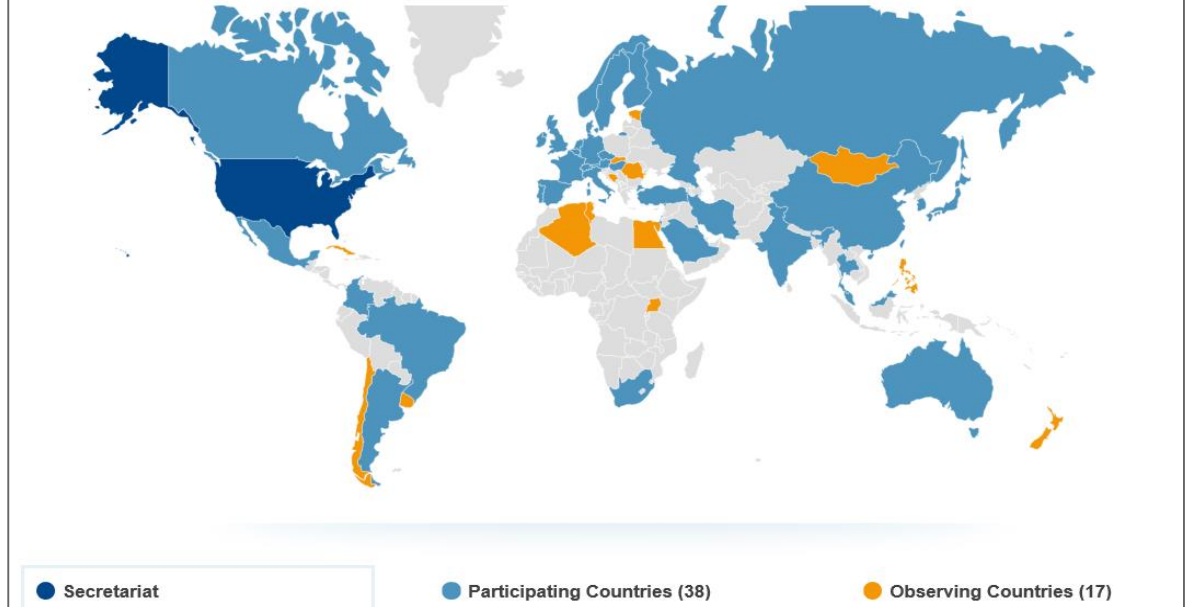 Secretariat
Participating Countries (38)
Observing Countries (17)